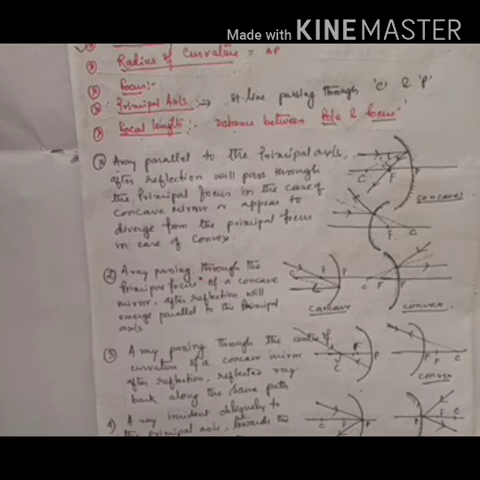 Made with KINEMASTER
Radius of Curvature = AP
Focus:
Principal Axis :→ St-line passing through 'C' & 'P'
Focal length :- Distance between Pole & focus'
① A ray parallel to the Principal axis,
after reflection will pass through
the Principal focus in the case of
concave mirror or appears to
diverge from the principal focus
in case of Convex.
C F P
concave
P F C
② A ray passing through the
Principal focus of a concave
mirror, after reflection will
emerge parallel to the Principal
axis
C F P
concave
C F P
convex
③ A ray passing through the centre of
curvature of a concave mirror
after reflection, reflected ray
back along the same path
C F P
P F C
convex
4) A ray incident obliquely to
the principal axis, towards the
C F P
P F C